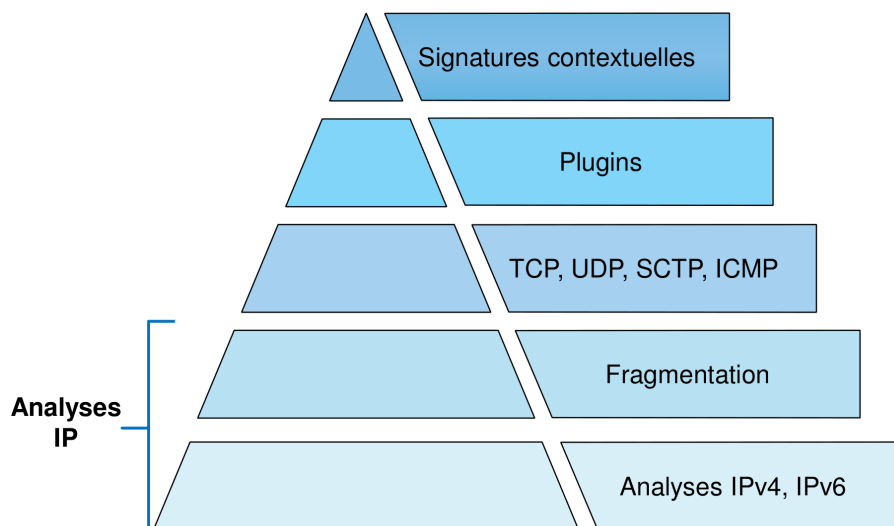 Signatures contextuelles
Plugins
TCP, UDP, SCTP, ICMP
Fragmentation
Analyses
IP
Analyses IPv4, IPv6